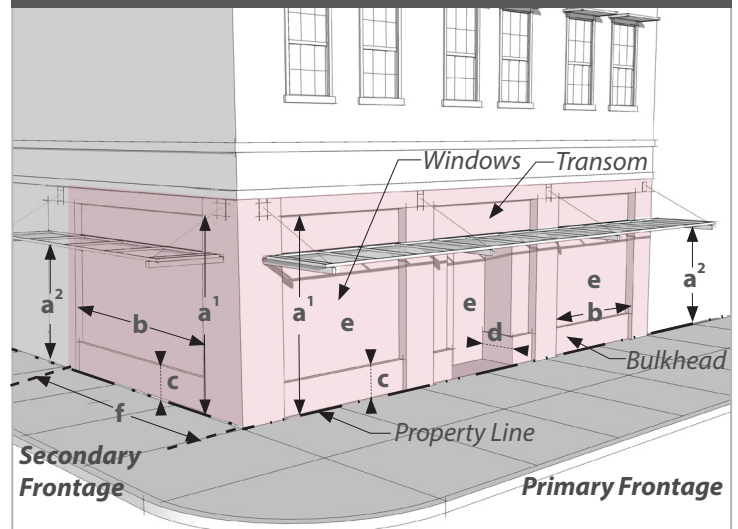 Windows
Transom
a²
b
a¹
c
f
a¹
e
c
e
d
e
b
a²
Bulkhead
Property Line
Secondary
Frontage
Primary Frontage